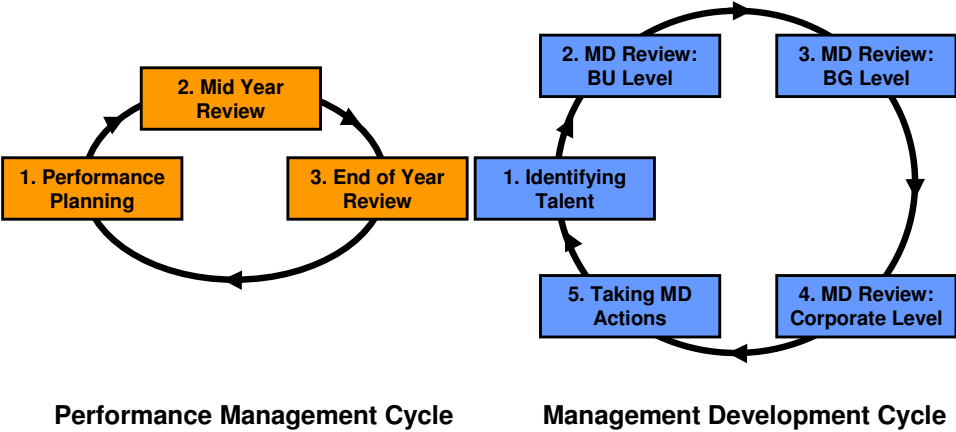 2. Mid Year
Review
1. Performance
Planning
3. End of Year
Review
Performance Management Cycle
2. MD Review:
BU Level
3. MD Review:
BG Level
1. Identifying
Talent
5. Taking MD
Actions
4. MD Review:
Corporate Level
Management Development Cycle